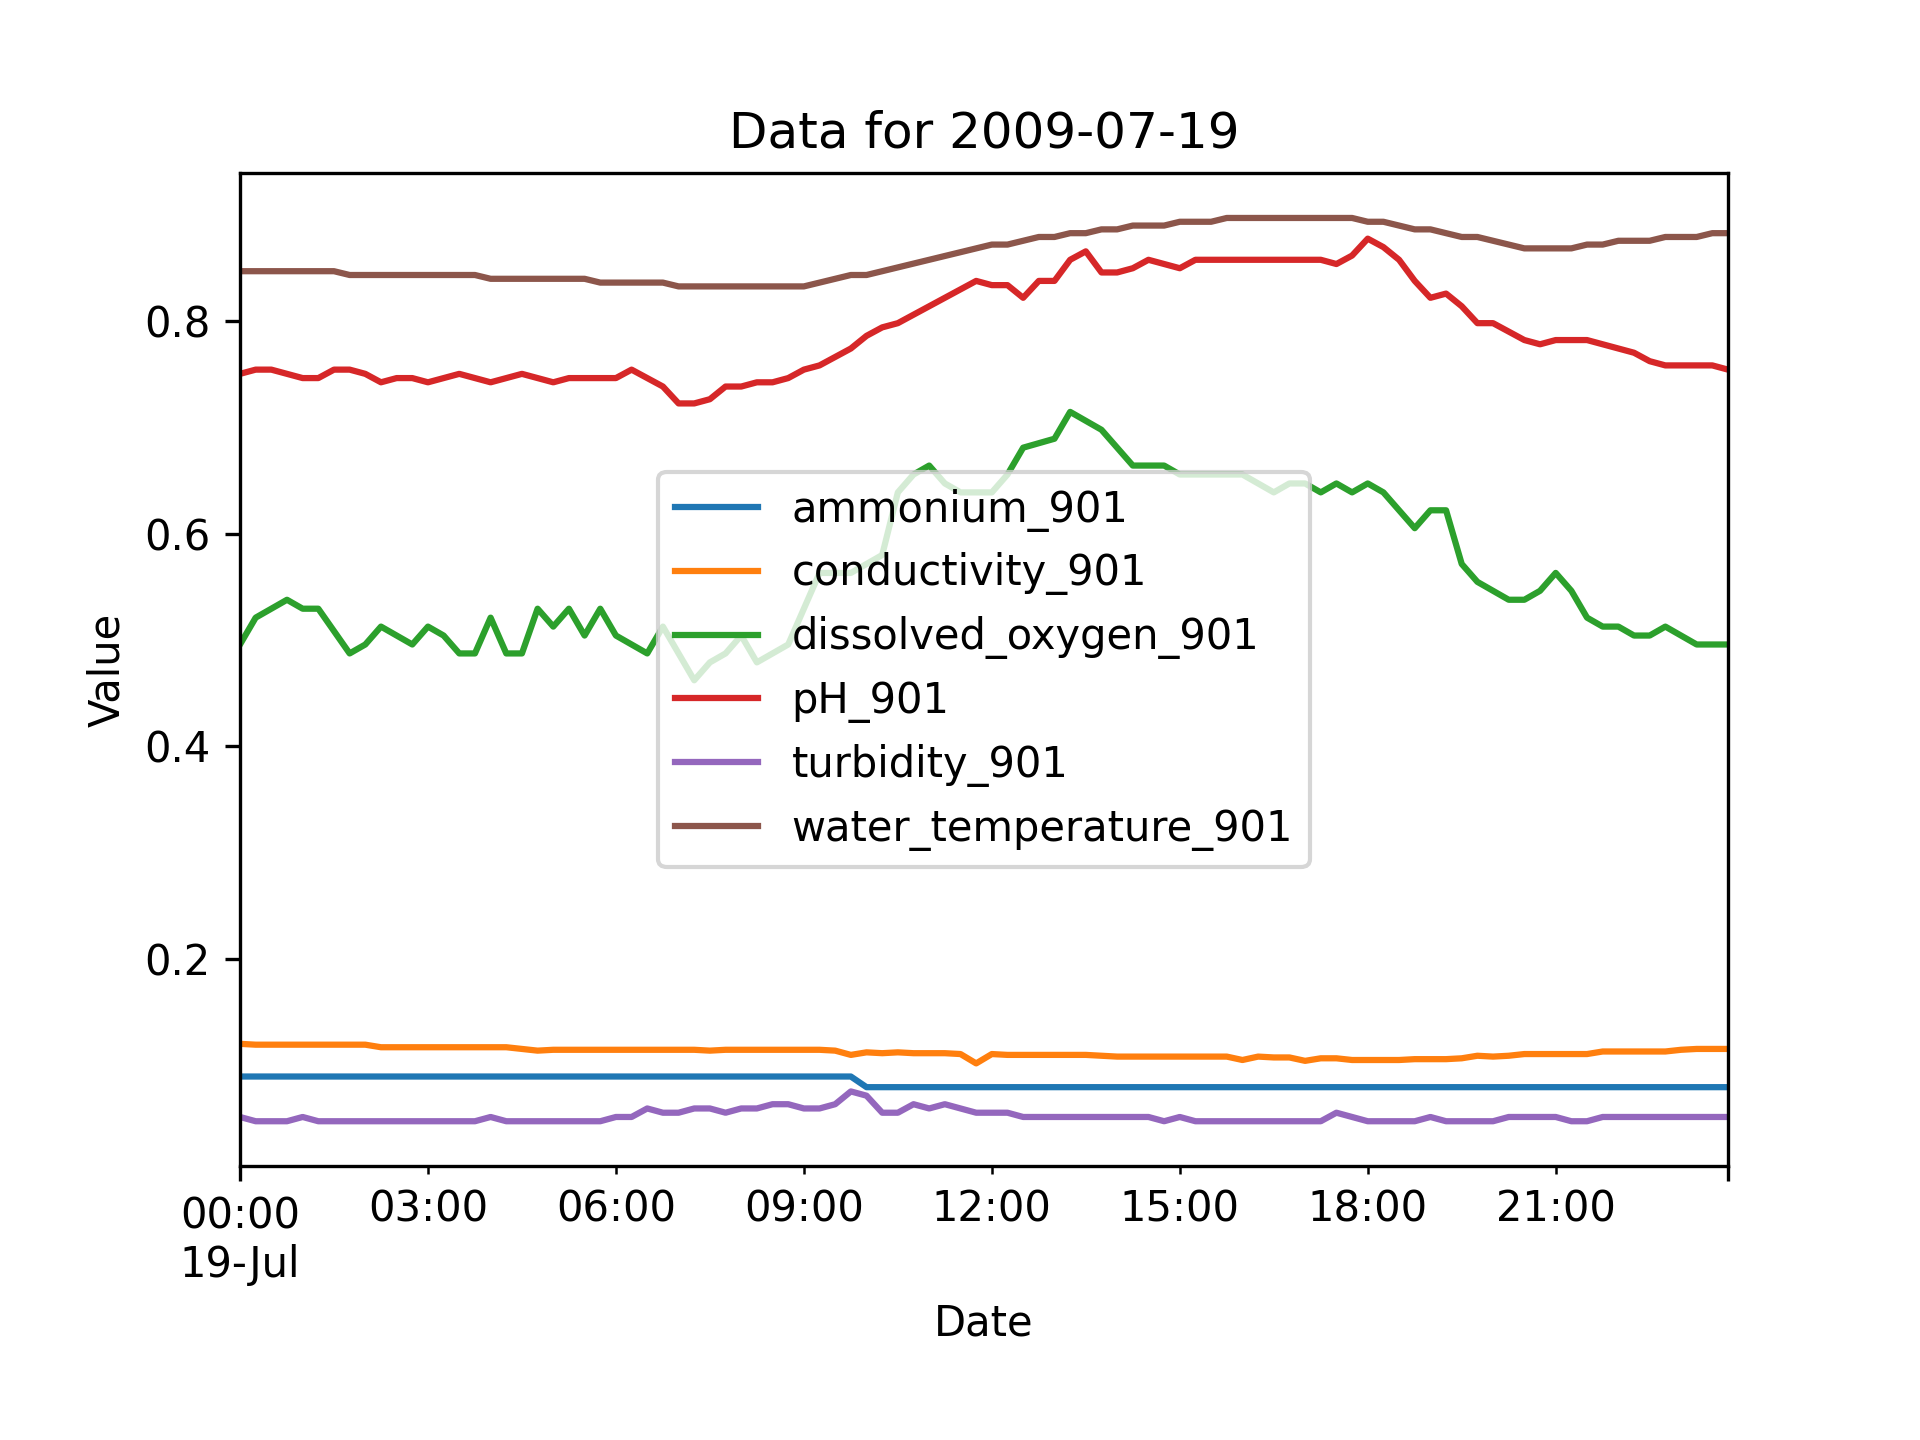 Data for 2009-07-19
Value
0.8
0.6
0.4
0.2
ammonium_901
conductivity_901
dissolved_oxygen_901
pH_901
turbidity_901
water_temperature_901
00:00 03:00 06:00 09:00 12:00 15:00 18:00 21:00
19-Jul
Date